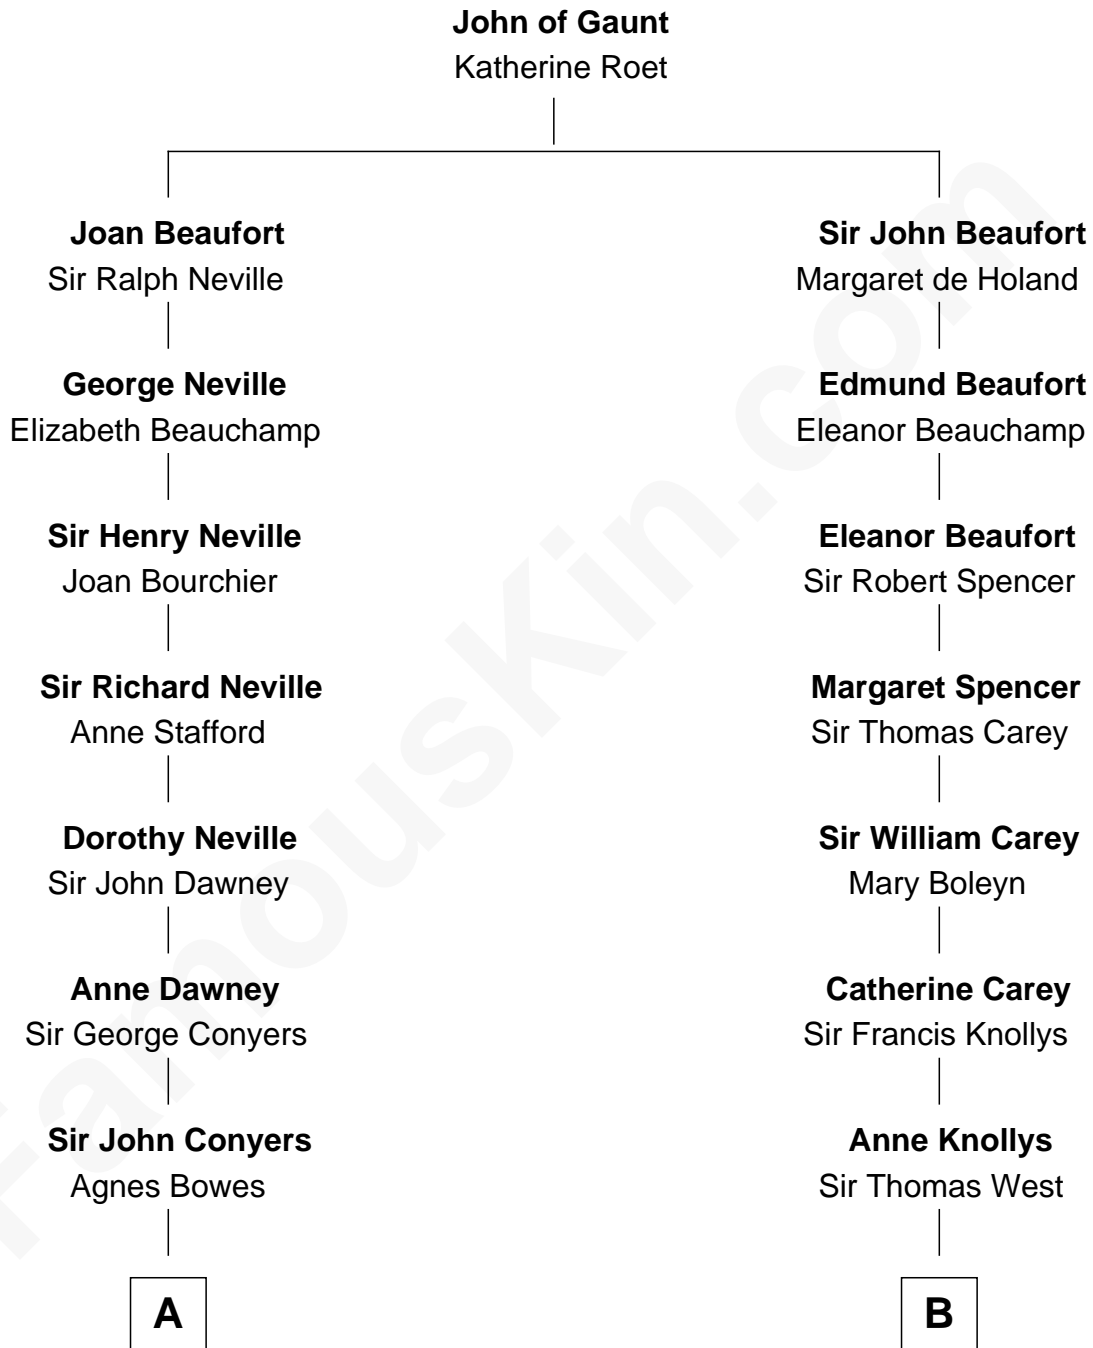 John of Gaunt
Katherine Roet
Joan Beaufort
Sir Ralph Neville
George Neville
Elizabeth Beauchamp
Sir Henry Neville
Joan Bourchier
Sir Richard Neville
Anne Stafford
Dorothy Neville
Sir John Dawney
Anne Dawney
Sir George Conyers
Sir John Conyers
Agnes Bowes
A
Sir John Beaufort
Margaret de Holand
Edmund Beaufort
Eleanor Beauchamp
Eleanor Beaufort
Sir Robert Spencer
Margaret Spencer
Sir Thomas Carey
Sir William Carey
Mary Boleyn
Catherine Carey
Sir Francis Knollys
Anne Knollys
Sir Thomas West
B
FamousKin.com